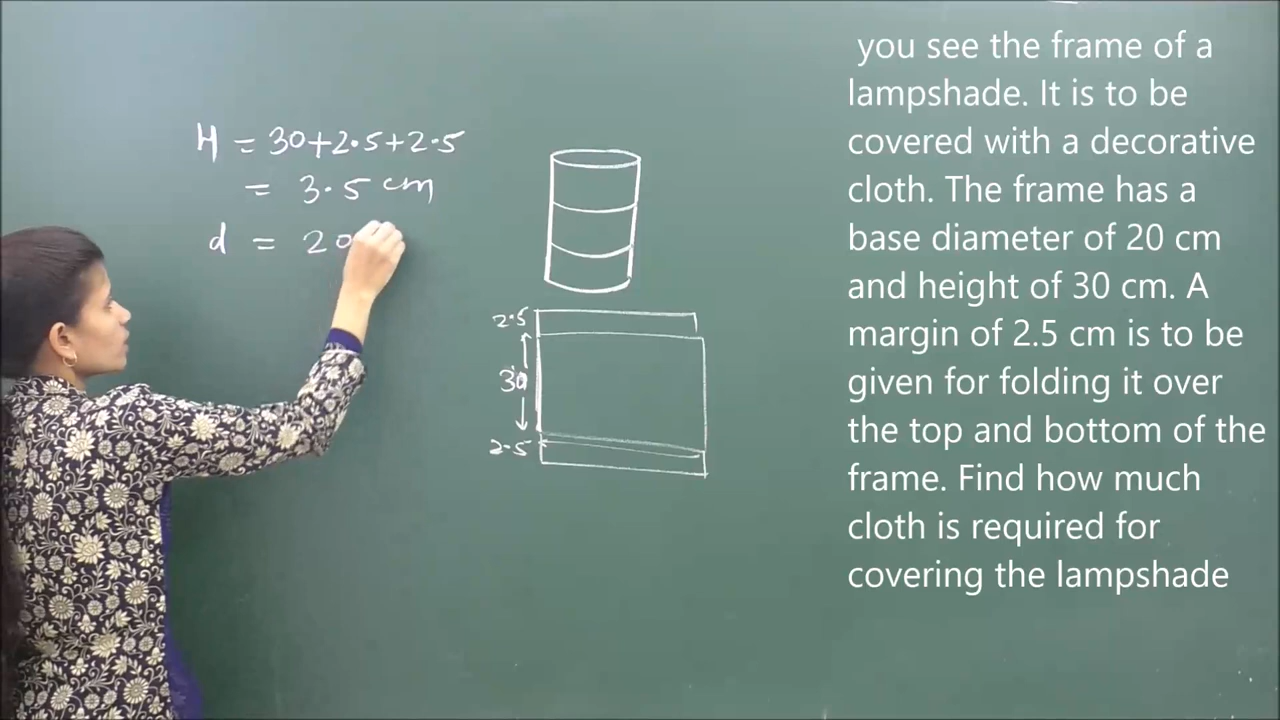 H = 30+2.5+2.5
= 3.5 cm
d = 20
2.5
30
2.5
you see the frame of a
lampshade. It is to be
covered with a decorative
cloth. The frame has a
base diameter of 20 cm
and height of 30 cm. A
margin of 2.5 cm is to be
given for folding it over
the top and bottom of the
frame. Find how much
cloth is required for
covering the lampshade